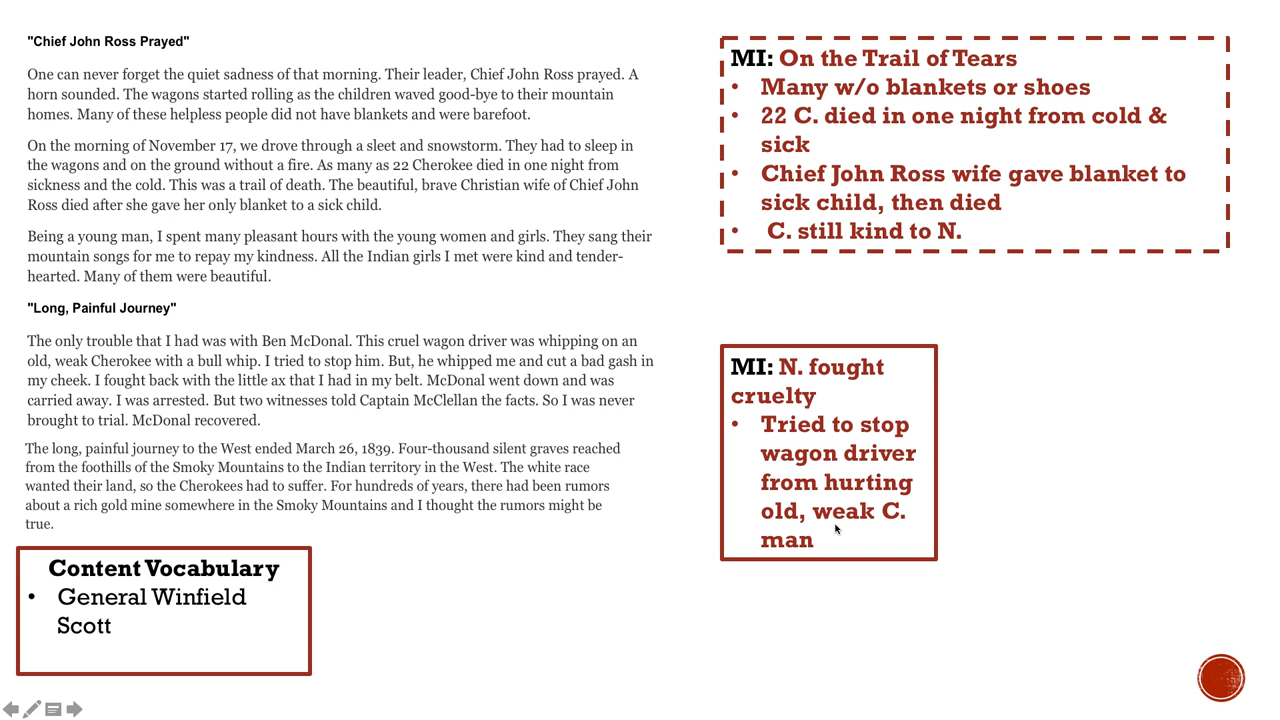 "Chief John Ross Prayed"
One can never forget the quiet sadness of that morning. Their leader, Chief John Ross prayed. A
horn sounded. The wagons started rolling as the children waved good-bye to their mountain
homes. Many of these helpless people did not have blankets and were barefoot.
On the morning of November 17, we drove through a sleet and snowstorm. They had to sleep in
the wagons and on the ground without a fire. As many as 22 Cherokee died in one night from
sickness and the cold. This was a trail of death. The beautiful, brave Christian wife of Chief John
Ross died after she gave her only blanket to a sick child.
Being a young man, I spent many pleasant hours with the young women and girls. They sang their
mountain songs for me to repay my kindness. All the Indian girls I met were kind and tender-
hearted. Many of them were beautiful.
"Long, Painful Journey"
The only trouble that I had was with Ben McDonal. This cruel wagon driver was whipping on an
old, weak Cherokee with a bull whip. I tried to stop him. But, he whipped me and cut a bad gash in
my cheek. I fought back with the little ax that I had in my belt. McDonal went down and was
carried away. I was arrested. But two witnesses told Captain McClellan the facts. So I was never
brought to trial. McDonal recovered.
The long, painful journey to the West ended March 26, 1839. Four-thousand silent graves reached
from the foothills of the Smoky Mountains to the Indian territory in the West. The white race
wanted their land, so the Cherokees had to suffer. For hundreds of years, there had been rumors
about a rich gold mine somewhere in the Smoky Mountains and I thought the rumors might be
true.
Content Vocabulary
• General Winfield
Scott
MI: On the Trail of Tears
• Many w/o blankets or shoes
• 22 C. died in one night from cold &
sick
• Chief John Ross wife gave blanket to
sick child, then died
• C. still kind to N.
MI: N. fought
cruelty
• Tried to stop
wagon driver
from hurting
old, weak C.
man